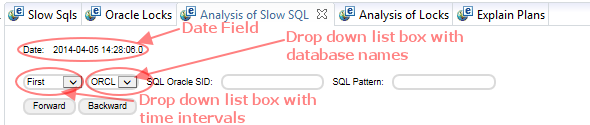 Slow Sqls Oracle Locks Analysis of Slow SQL Analysis of Locks Explain Plans
Date Field
Date: 2014-04-05 14:28:06.0
Drop down list box with
database names
First ORCL SQL Oracle SID: SQL Pattern:
Forward Backward
Drop down list box with
time intervals